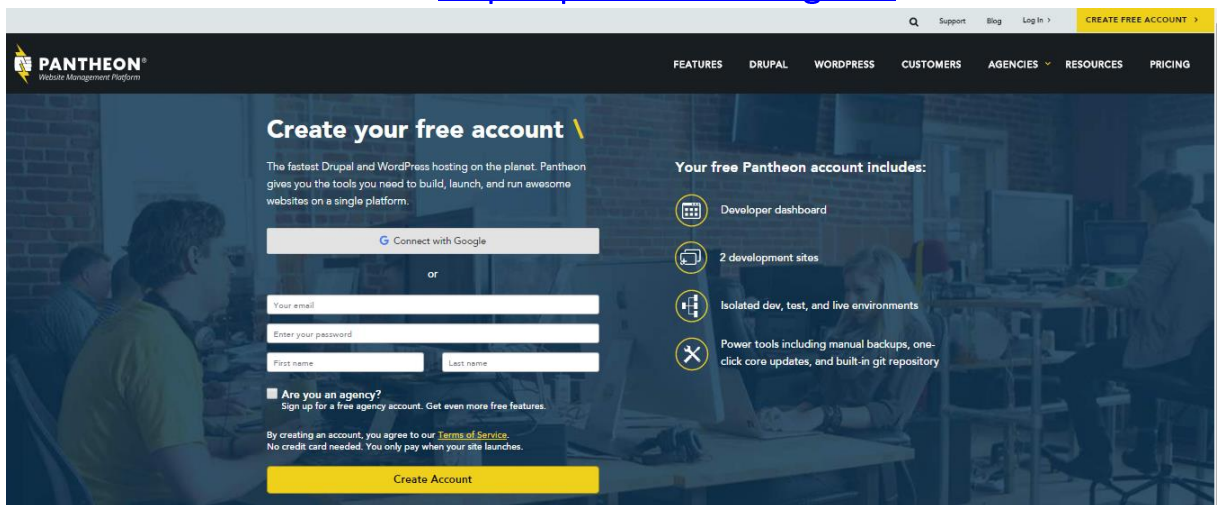 Support Blog Log In > CREATE FREE ACCOUNT >
PANTHEON®
Website Management Platform
FEATURES DRUPAL WORDPRESS CUSTOMERS AGENCIES RESOURCES PRICING
Create your free account \
The fastest Drupal and WordPress hosting on the planet. Pantheon
gives you the tools you need to build, launch, and run awesome
websites on a single platform.
G Connect with Google
or
Your email
Enter your password
First name Last name
Are you an agency?
Sign up for a free agency account. Get even more free features.
By creating an account, you agree to our Terms of Service.
No credit card needed. You only pay when your site launches.
Create Account
Your free Pantheon account includes:
Developer dashboard
2 development sites
Isolated dev, test, and live environments
Power tools including manual backups, one-
click core updates, and built-in git repository